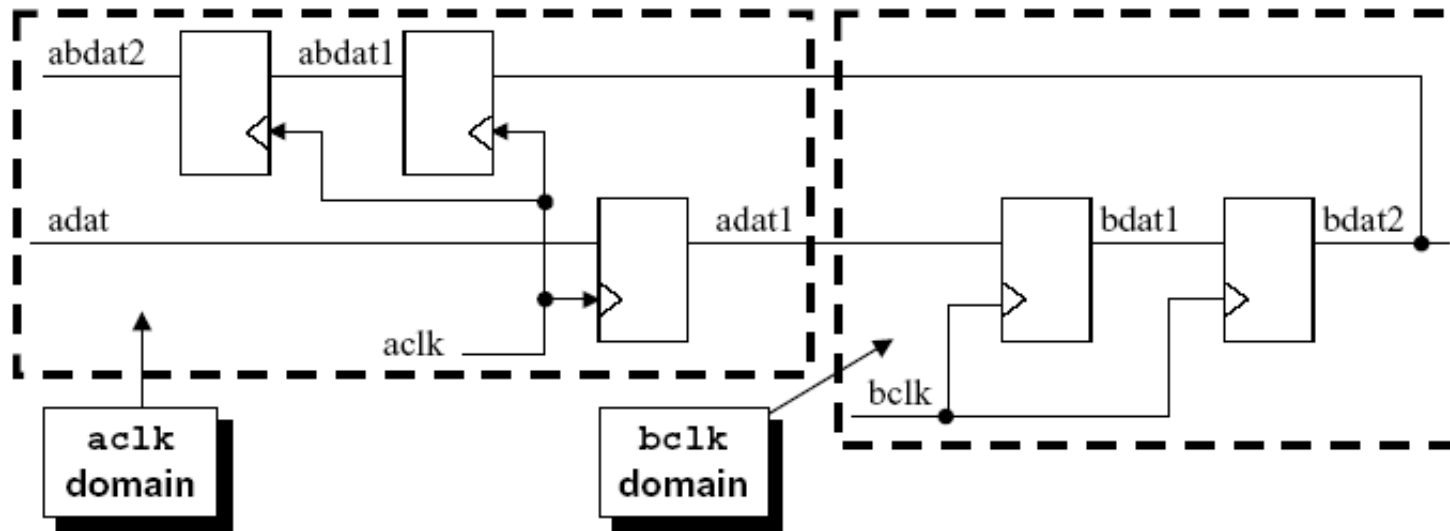 abdat2
abdat1
adat
adat1
bdat1
bdat2
aclk
bclk
aclk
domain
bclk
domain